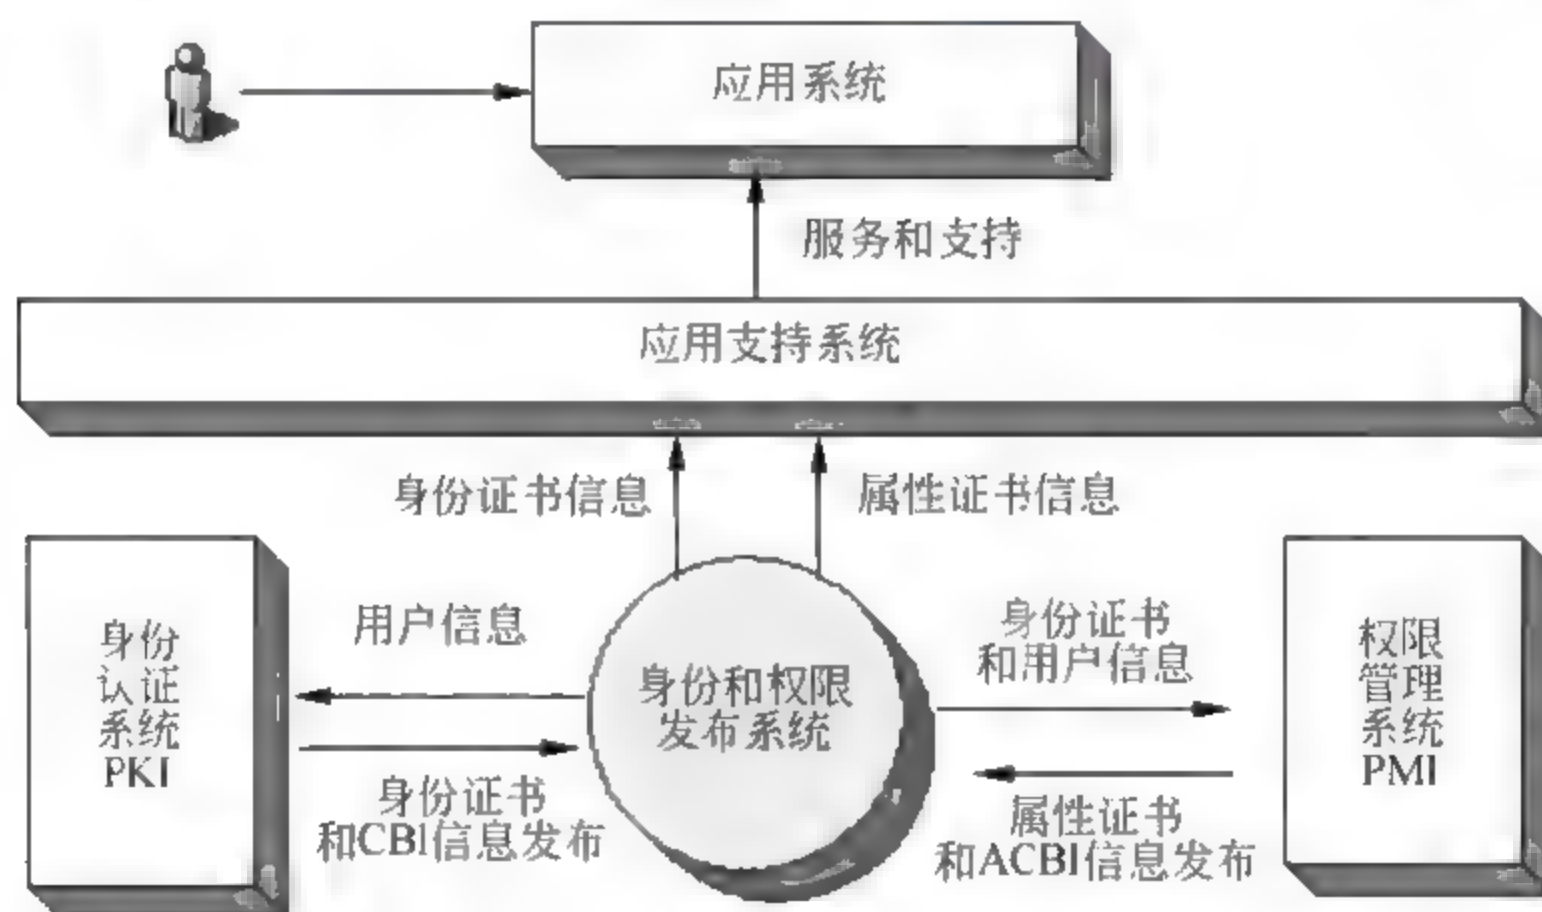 应用系统
服务和支持
应用支持系统
身份证书信息
属性证书信息
身份
认证
系统
PKI
用户信息
身份证书
和CBI信息发布
身份和权限
发布系统
身份证书
和用户信息
属性证书
和ACBI信息发布
权限
管理
系统
PMI